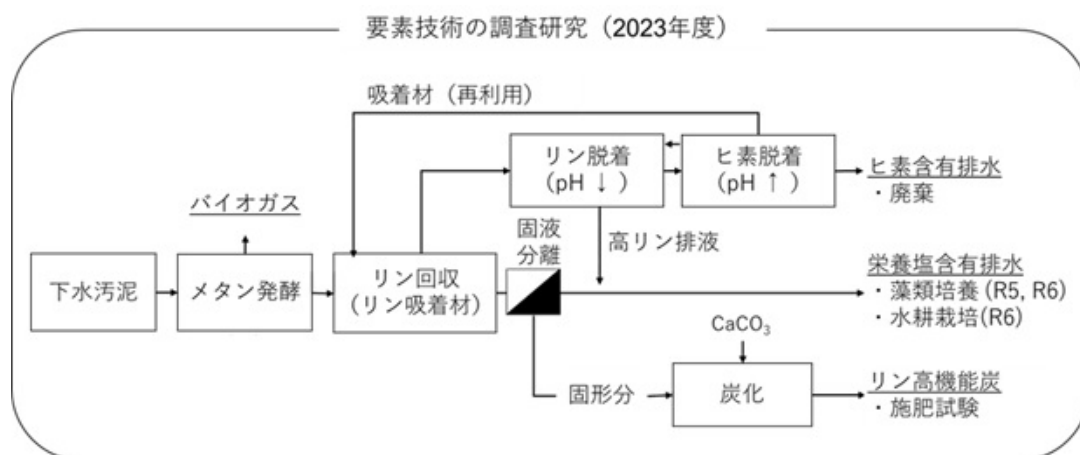 要素技術の調査研究（2023年度）
吸着材（再利用）
リン脱着
(pH ↓ )
ヒ素脱着
(pH ↑ )
ヒ素含有排水
・廃棄
バイオガス
固液
分離
高リン排液
下水汚泥
メタン発酵
リン回収
(リン吸着材)
栄養塩含有排水
・藻類培養 (R5, R6)
・水耕栽培(R6)
CaCO₃
固形分
炭化
リン高機能炭
・施肥試験